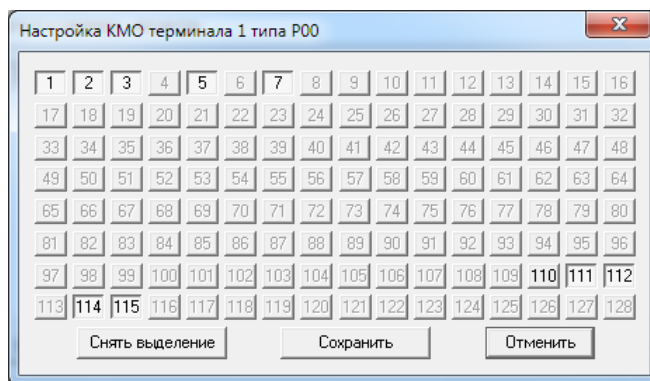 Настройка КМО терминала 1 типа P00
1 2 3 4 5 6 7 8 9 10 11 12 13 14 15 16
17 18 19 20 21 22 23 24 25 26 27 28 29 30 31 32
33 34 35 36 37 38 39 40 41 42 43 44 45 46 47 48
49 50 51 52 53 54 55 56 57 58 59 60 61 62 63 64
65 66 67 68 69 70 71 72 73 74 75 76 77 78 79 80
81 82 83 84 85 86 87 88 89 90 91 92 93 94 95 96
97 98 99 100 101 102 103 104 105 106 107 108 109 110 111 112
113 114 115 116 117 118 119 120 121 122 123 124 125 126 127 128
Снять выделение Сохранить Отменить